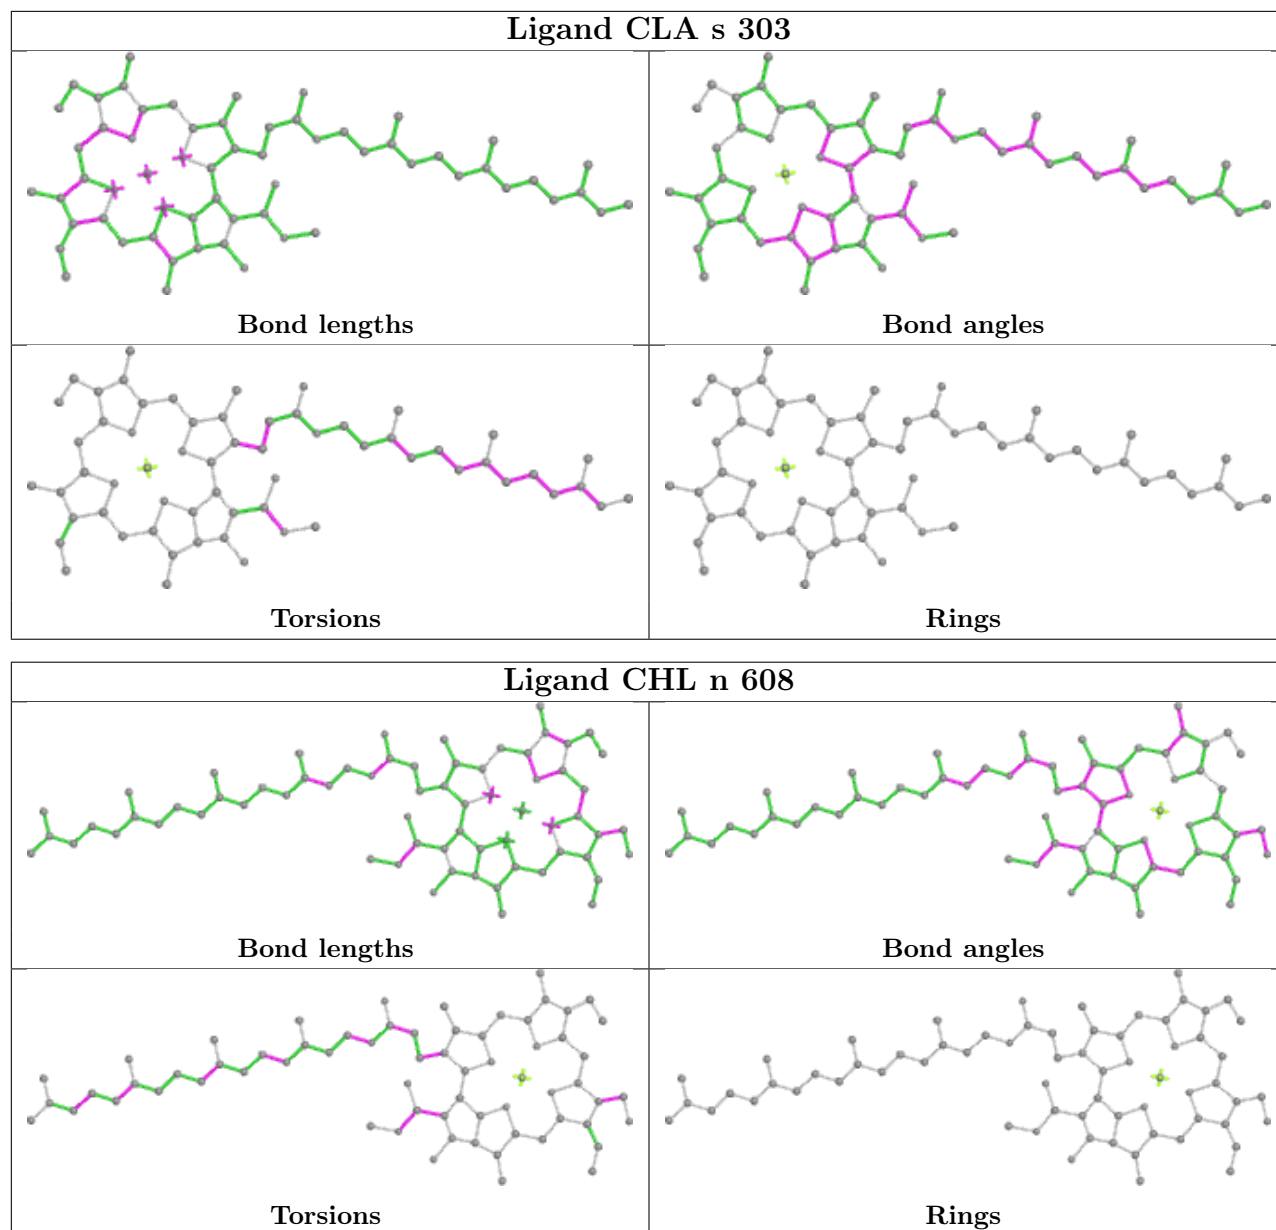 Ligand CLA s 303
Bond lengths
Bond angles
Torsions
Rings
Ligand CHL n 608
Bond lengths
Bond angles
Torsions
Rings